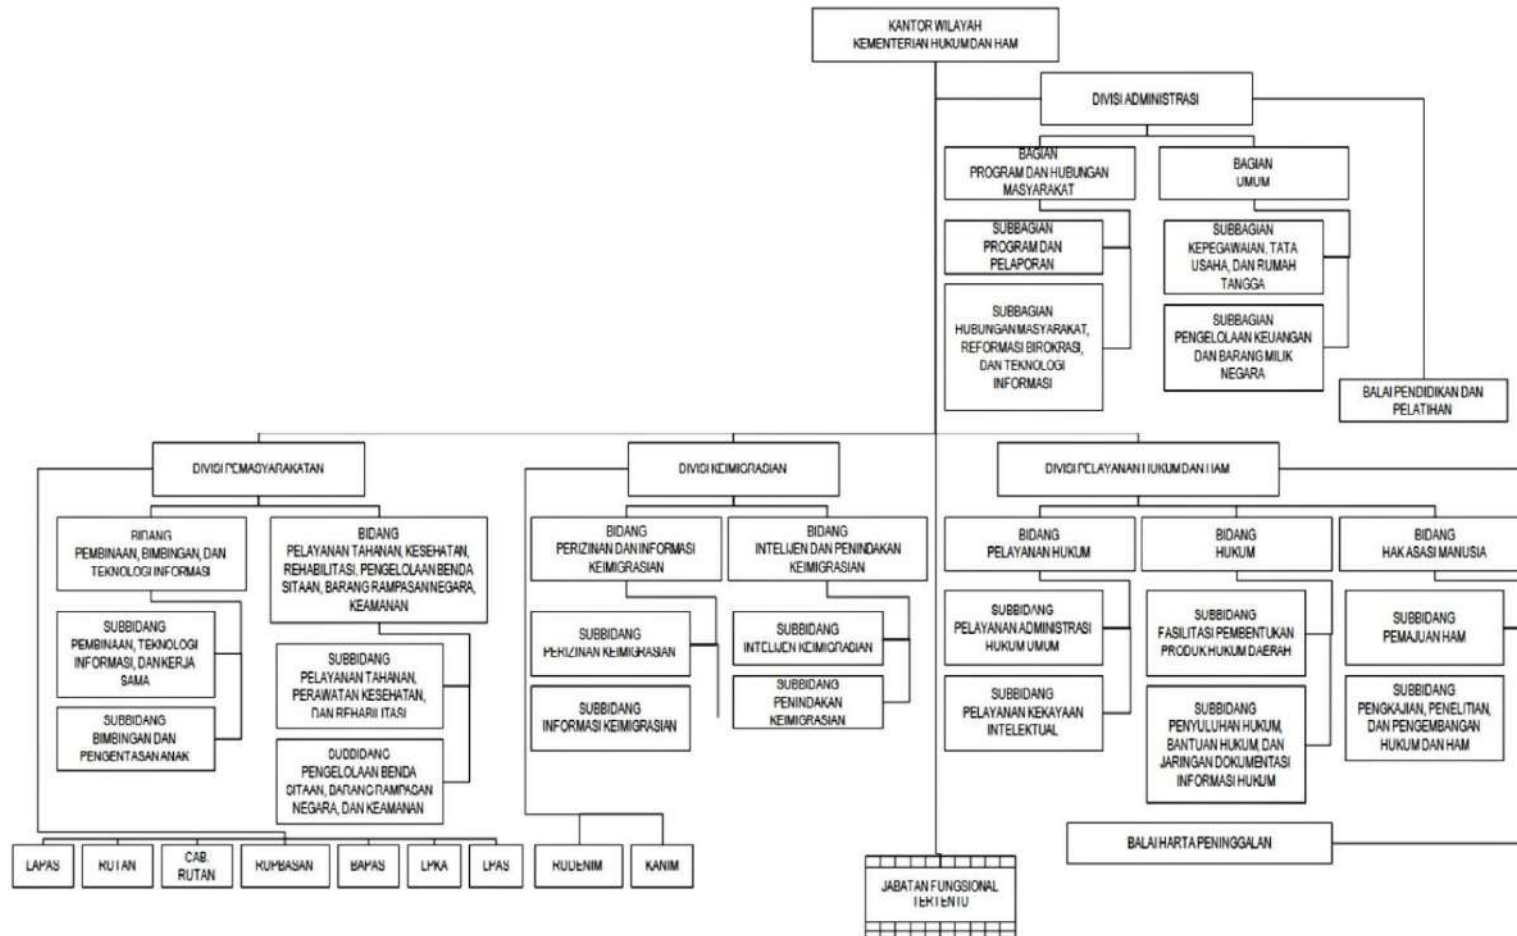 KANTOR WILAYAH
KEMENTERIAN HUKUM DAN HAM
DIVISI ADMINISTRASI
BAGIAN
PROGRAM DAN HUBUNGAN
MASYARAKAT
BAGIAN
UMUM
SUBBAGIAN
PROGRAM DAN
PELAPORAN
SUBBAGIAN
KEPEGAWAIAN, TATA
USAHA, DAN RUMAH
TANGGA
SUBBAGIAN
HUBUNGAN MASYARAKAT,
REFORMASI BIROKRASI,
DAN TEKNOLOGI
INFORMASI
SUBBAGIAN
PENGELOLAAN KEUANGAN
DAN BARANG MILIK
NEGARA
BALAI PENDIDIKAN DAN
PELATIHAN
DIVISI PEMASYARAKATAN
DIVISI KEIMIGRASIAN
DIVISI PELAYANAN HUKUM DAN HAM
BIDANG
PEMBINAAN, BIMBINGAN, DAN
TEKNOLOGI INFORMASI
BIDANG
PELAYANAN TAHANAN, KESEHATAN,
REHABILITASI, PENGELOLAAN BENDA
SITAAN, BARANG RAMPASAN NEGARA,
KEAMANAN
BIDANG
PERIZINAN DAN INFORMASI
KEIMIGRASIAN
BIDANG
INTELIJEN DAN PENINDAKAN
KEIMIGRASIAN
BIDANG
PELAYANAN HUKUM
BIDANG
HUKUM
BIDANG
HAK ASASI MANUSIA
SUBBIDANG
PEMBINAAN, TEKNOLOGI
INFORMASI, DAN KERJA
SAMA
SUBBIDANG
PELAYANAN TAHANAN,
PERAWATAN KESEHATAN,
DAN REHABILITASI
SUBBIDANG
PERIZINAN KEIMIGRASIAN
SUBBIDANG
INTELIJEN KEIMIGRASIAN
SUBBIDANG
PELAYANAN ADMINISTRASI
HUKUM UMUM
SUBBIDANG
FASILITASI PEMBENTUKAN
PRODUK HUKUM DAERAH
SUBBIDANG
PEMAJUAN HAM
SUBBIDANG
BIMBINGAN DAN
PENGENTASAN ANAK
SUBBIDANG
PENGELOLAAN BENDA
SITAAN, BARANG RAMPASAN
NEGARA, DAN KEAMANAN
SUBBIDANG
INFORMASI KEIMIGRASIAN
SUBBIDANG
PENINDAKAN
KEIMIGRASIAN
SUBBIDANG
PELAYANAN KEKAYAAN
INTELEKTUAL
SUBBIDANG
PENYULUHAN HUKUM,
BANTUAN HUKUM, DAN
JARINGAN DOKUMENTASI
INFORMASI HUKUM
SUBBIDANG
PENGKAJIAN, PENELITIAN,
DAN PENGEMBANGAN
HUKUM DAN HAM
BALAI HARTA PENINGGALAN
LAPAS
RUTAN
CAB.
RUTAN
RUPBASAN
BAPAS
LPKA
LPAS
RUDENIM
KANIM
JABATAN FUNGSIONAL
TERTENTU